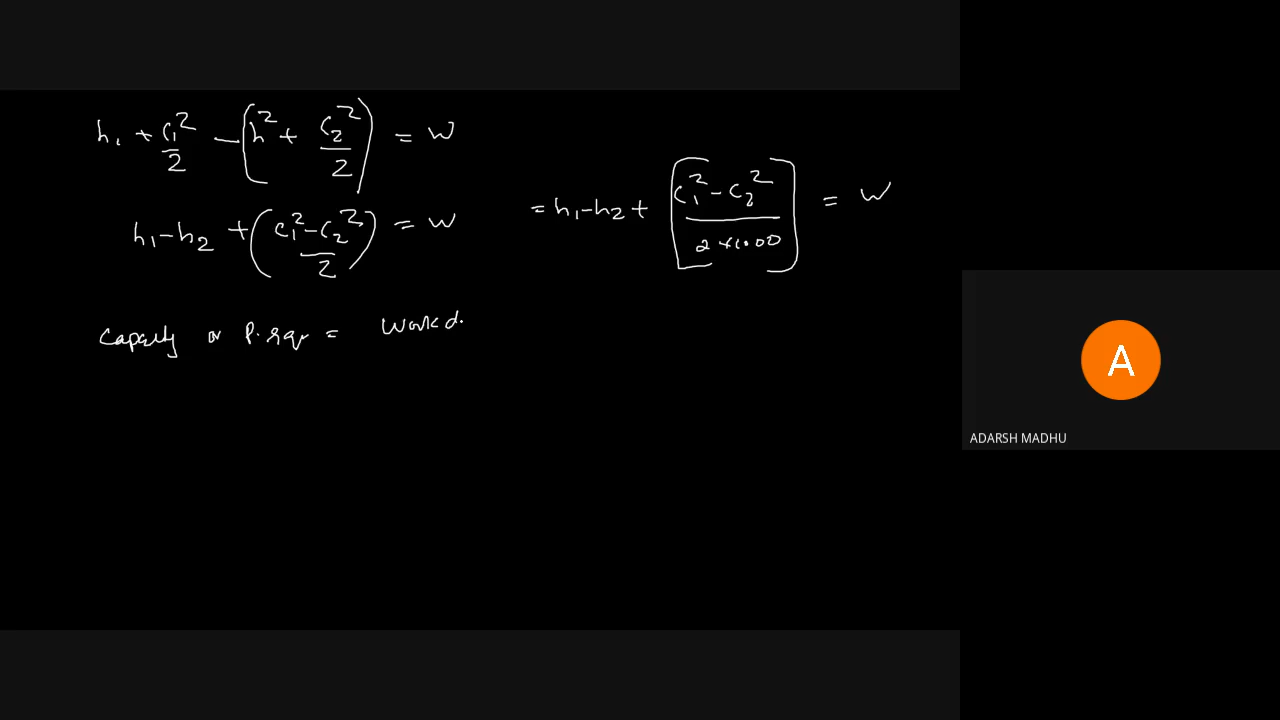 h₁ + c₁²/2 - (h² + c₂²/2) = W
h₁-h₂ + (c₁²-c₂²/2) = W
= h₁-h₂ + [c₁²-c₂²/2×1000] = W
Capacity or P. req = Work d.
A
ADARSH MADHU